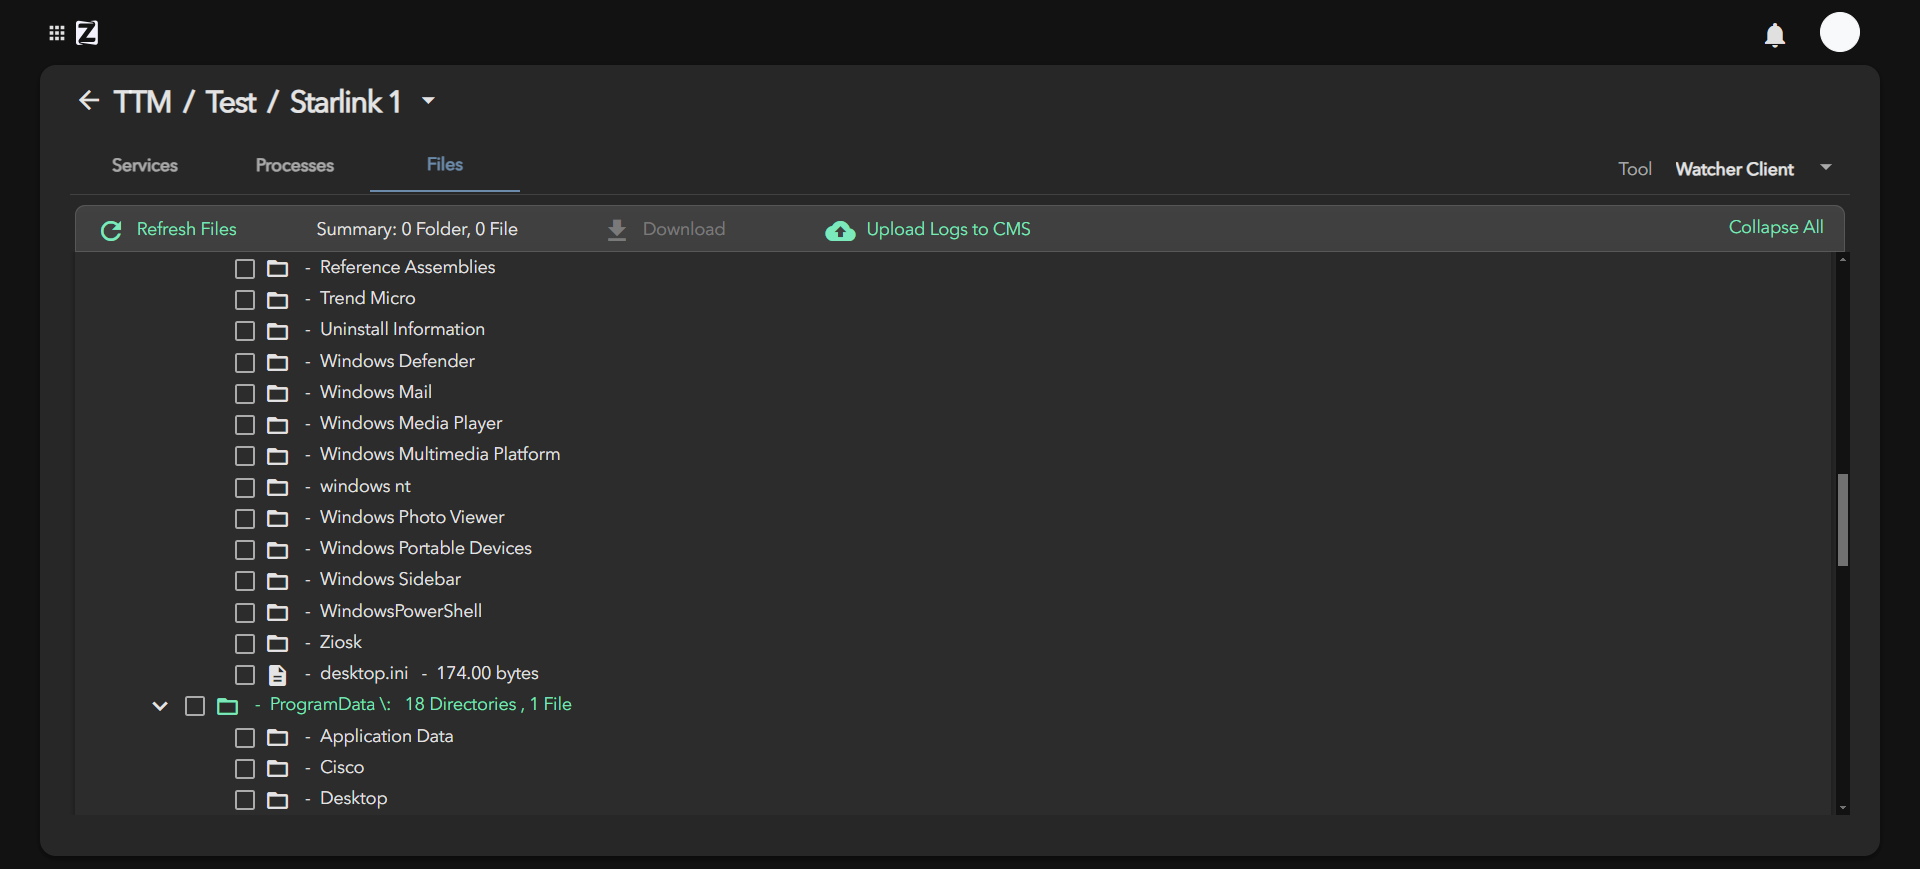 Z
TTM / Test / Starlink 1
Services Processes Files Tool Watcher Client
Refresh Files Summary: 0 Folder, 0 File Download Upload Logs to CMS Collapse All
- Reference Assemblies
- Trend Micro
- Uninstall Information
- Windows Defender
- Windows Mail
- Windows Media Player
- Windows Multimedia Platform
- windows nt
- Windows Photo Viewer
- Windows Portable Devices
- Windows Sidebar
- WindowsPowerShell
- Ziosk
- desktop.ini - 174.00 bytes
- ProgramData \: 18 Directories , 1 File
- Application Data
- Cisco
- Desktop